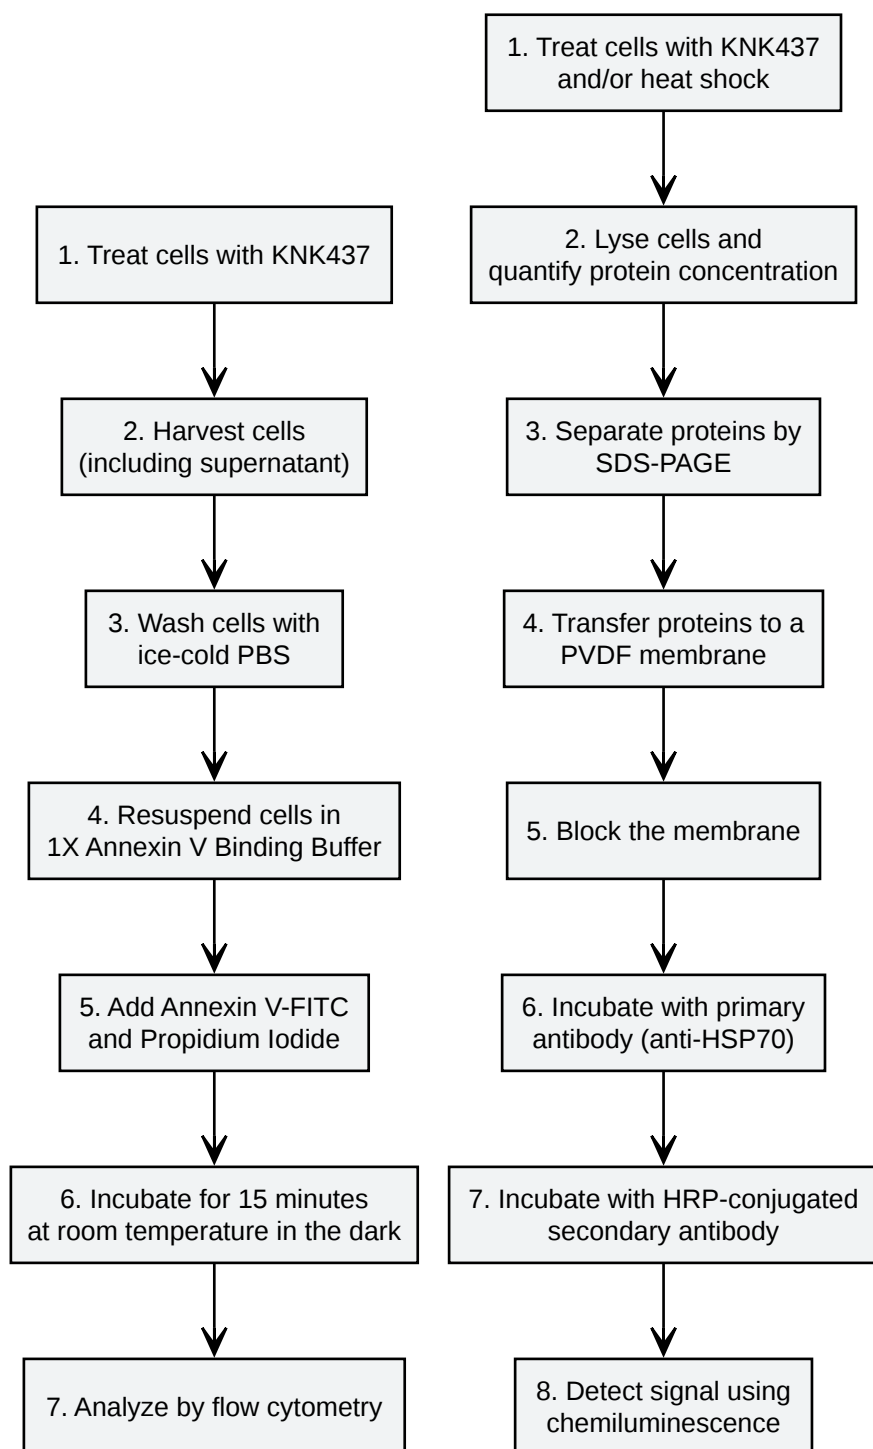 1. Treat cells with KNK437
2. Harvest cells
(including supernatant)
3. Wash cells with
ice-cold PBS
4. Resuspend cells in
1X Annexin V Binding Buffer
5. Add Annexin V-FITC
and Propidium Iodide
6. Incubate for 15 minutes
at room temperature in the dark
7. Analyze by flow cytometry
1. Treat cells with KNK437
and/or heat shock
2. Lyse cells and
quantify protein concentration
3. Separate proteins by
SDS-PAGE
4. Transfer proteins to a
PVDF membrane
5. Block the membrane
6. Incubate with primary
antibody (anti-HSP70)
7. Incubate with HRP-conjugated
secondary antibody
8. Detect signal using
chemiluminescence